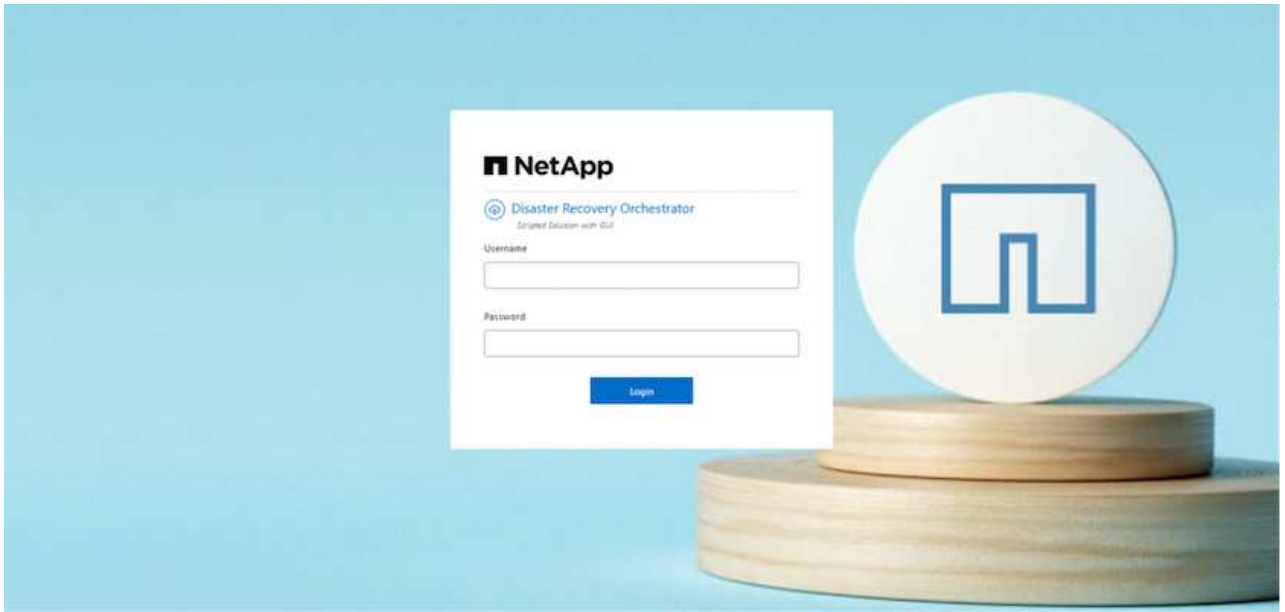 NetApp
Disaster Recovery Orchestrator
Scripted Solution with GUI
Username
Password
Login